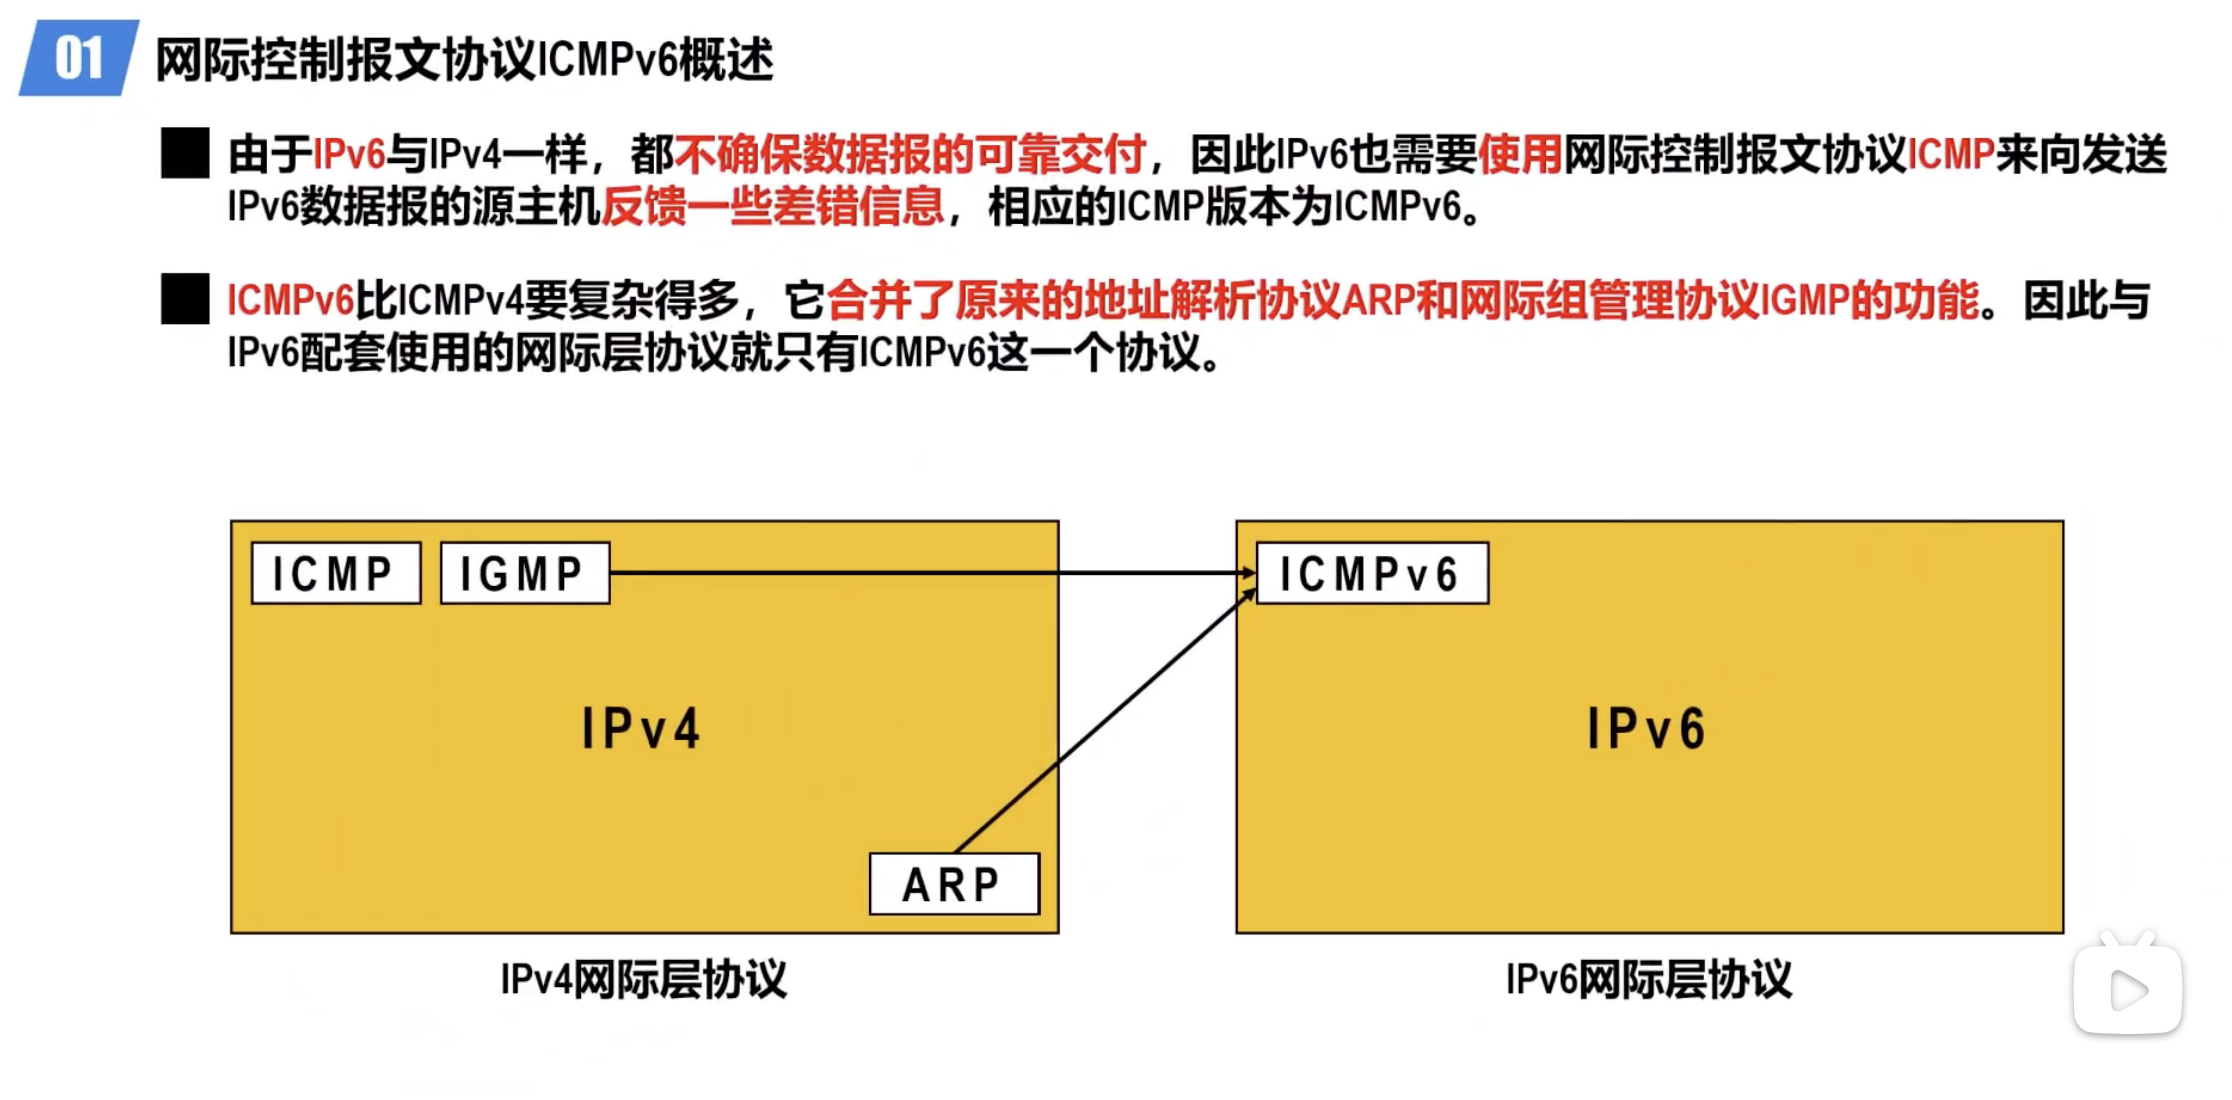 01 网际控制报文协议ICMPv6概述
由于IPv6与IPv4一样，都不确保数据报的可靠交付，因此IPv6也需要使用网际控制报文协议ICMP来向发送
IPv6数据报的源主机反馈一些差错信息，相应的ICMP版本为ICMPv6。
ICMPv6比ICMPv4要复杂得多，它合并了原来的地址解析协议ARP和网际组管理协议IGMP的功能。因此与
IPv6配套使用的网际层协议就只有ICMPv6这一个协议。
ICMP
IGMP
IPv4
ARP
IPv4网际层协议
ICMPv6
IPv6
IPv6网际层协议